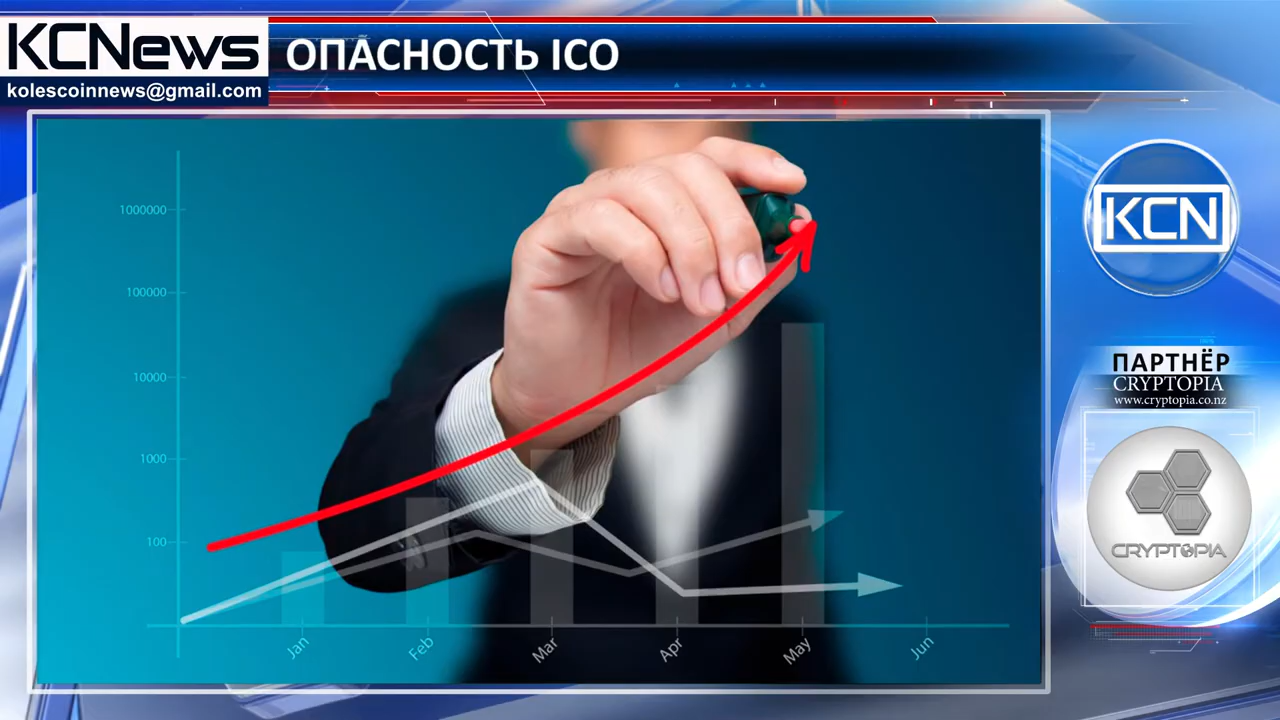 KCNews
kolescoinnews@gmail.com
ОПАСНОСТЬ ICO
1000000
100000
10000
1000
100
Jan
Feb
Mar
Apr
May
Jun
KCN
ПАРТНЁР
CRYPTOPIA
www.cryptopia.co.nz
CRYPTOPIA